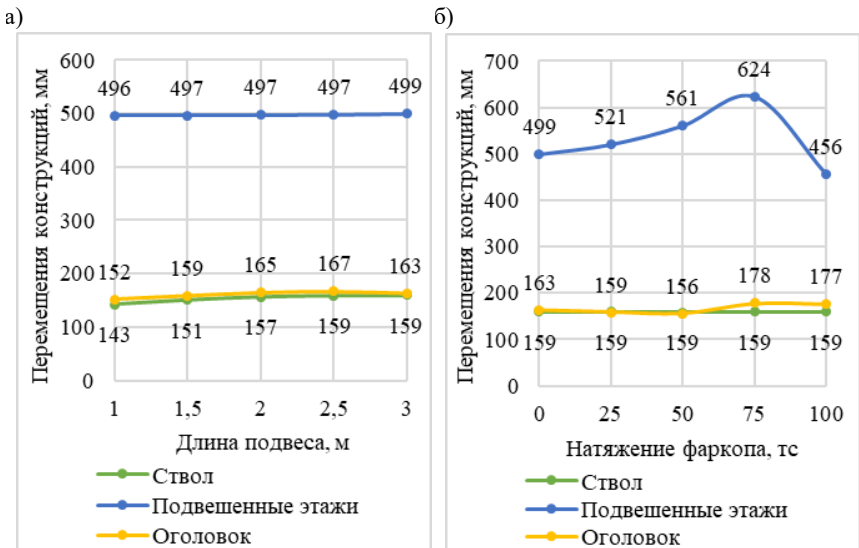 а)
Перемещения конструкций, мм
600
500
400
300
200
100
0
496 497 497 497 499
152 159 165 167 163
143 151 157 159 159
1 1,5 2 2,5 3
Длина подвеса, м
Ствол
Подвешенные этажи
Оголовок
б)
Перемещения конструкций, мм
700
600
500
400
300
200
100
0
499 521 561 624 456
163 159 156 178 177
159 159 159 159 159
0 25 50 75 100
Натяжение фаркопа, тс
Ствол
Подвешенные этажи
Оголовок